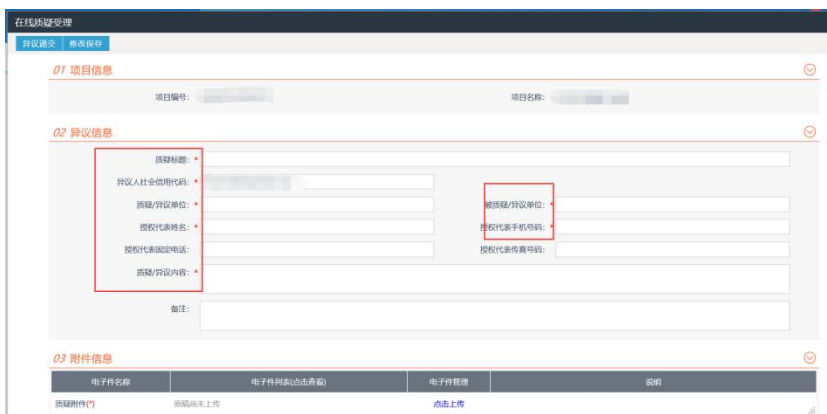 在线质疑受理
异议递交 修改保存
01 项目信息
项目编号: 项目名称:
02 异议信息
质疑标题: *
异议人社会信用代码: *
质疑/异议单位: * 被质疑/异议单位: *
授权代表姓名: * 授权代表手机号码: *
授权代表固定电话: 授权代表传真号码:
质疑/异议内容: *
备注:
03 附件信息
电子件名称 电子件列表(点击查看) 电子件管理 说明
质疑附件(*) 原稿尚未上传 点击上传